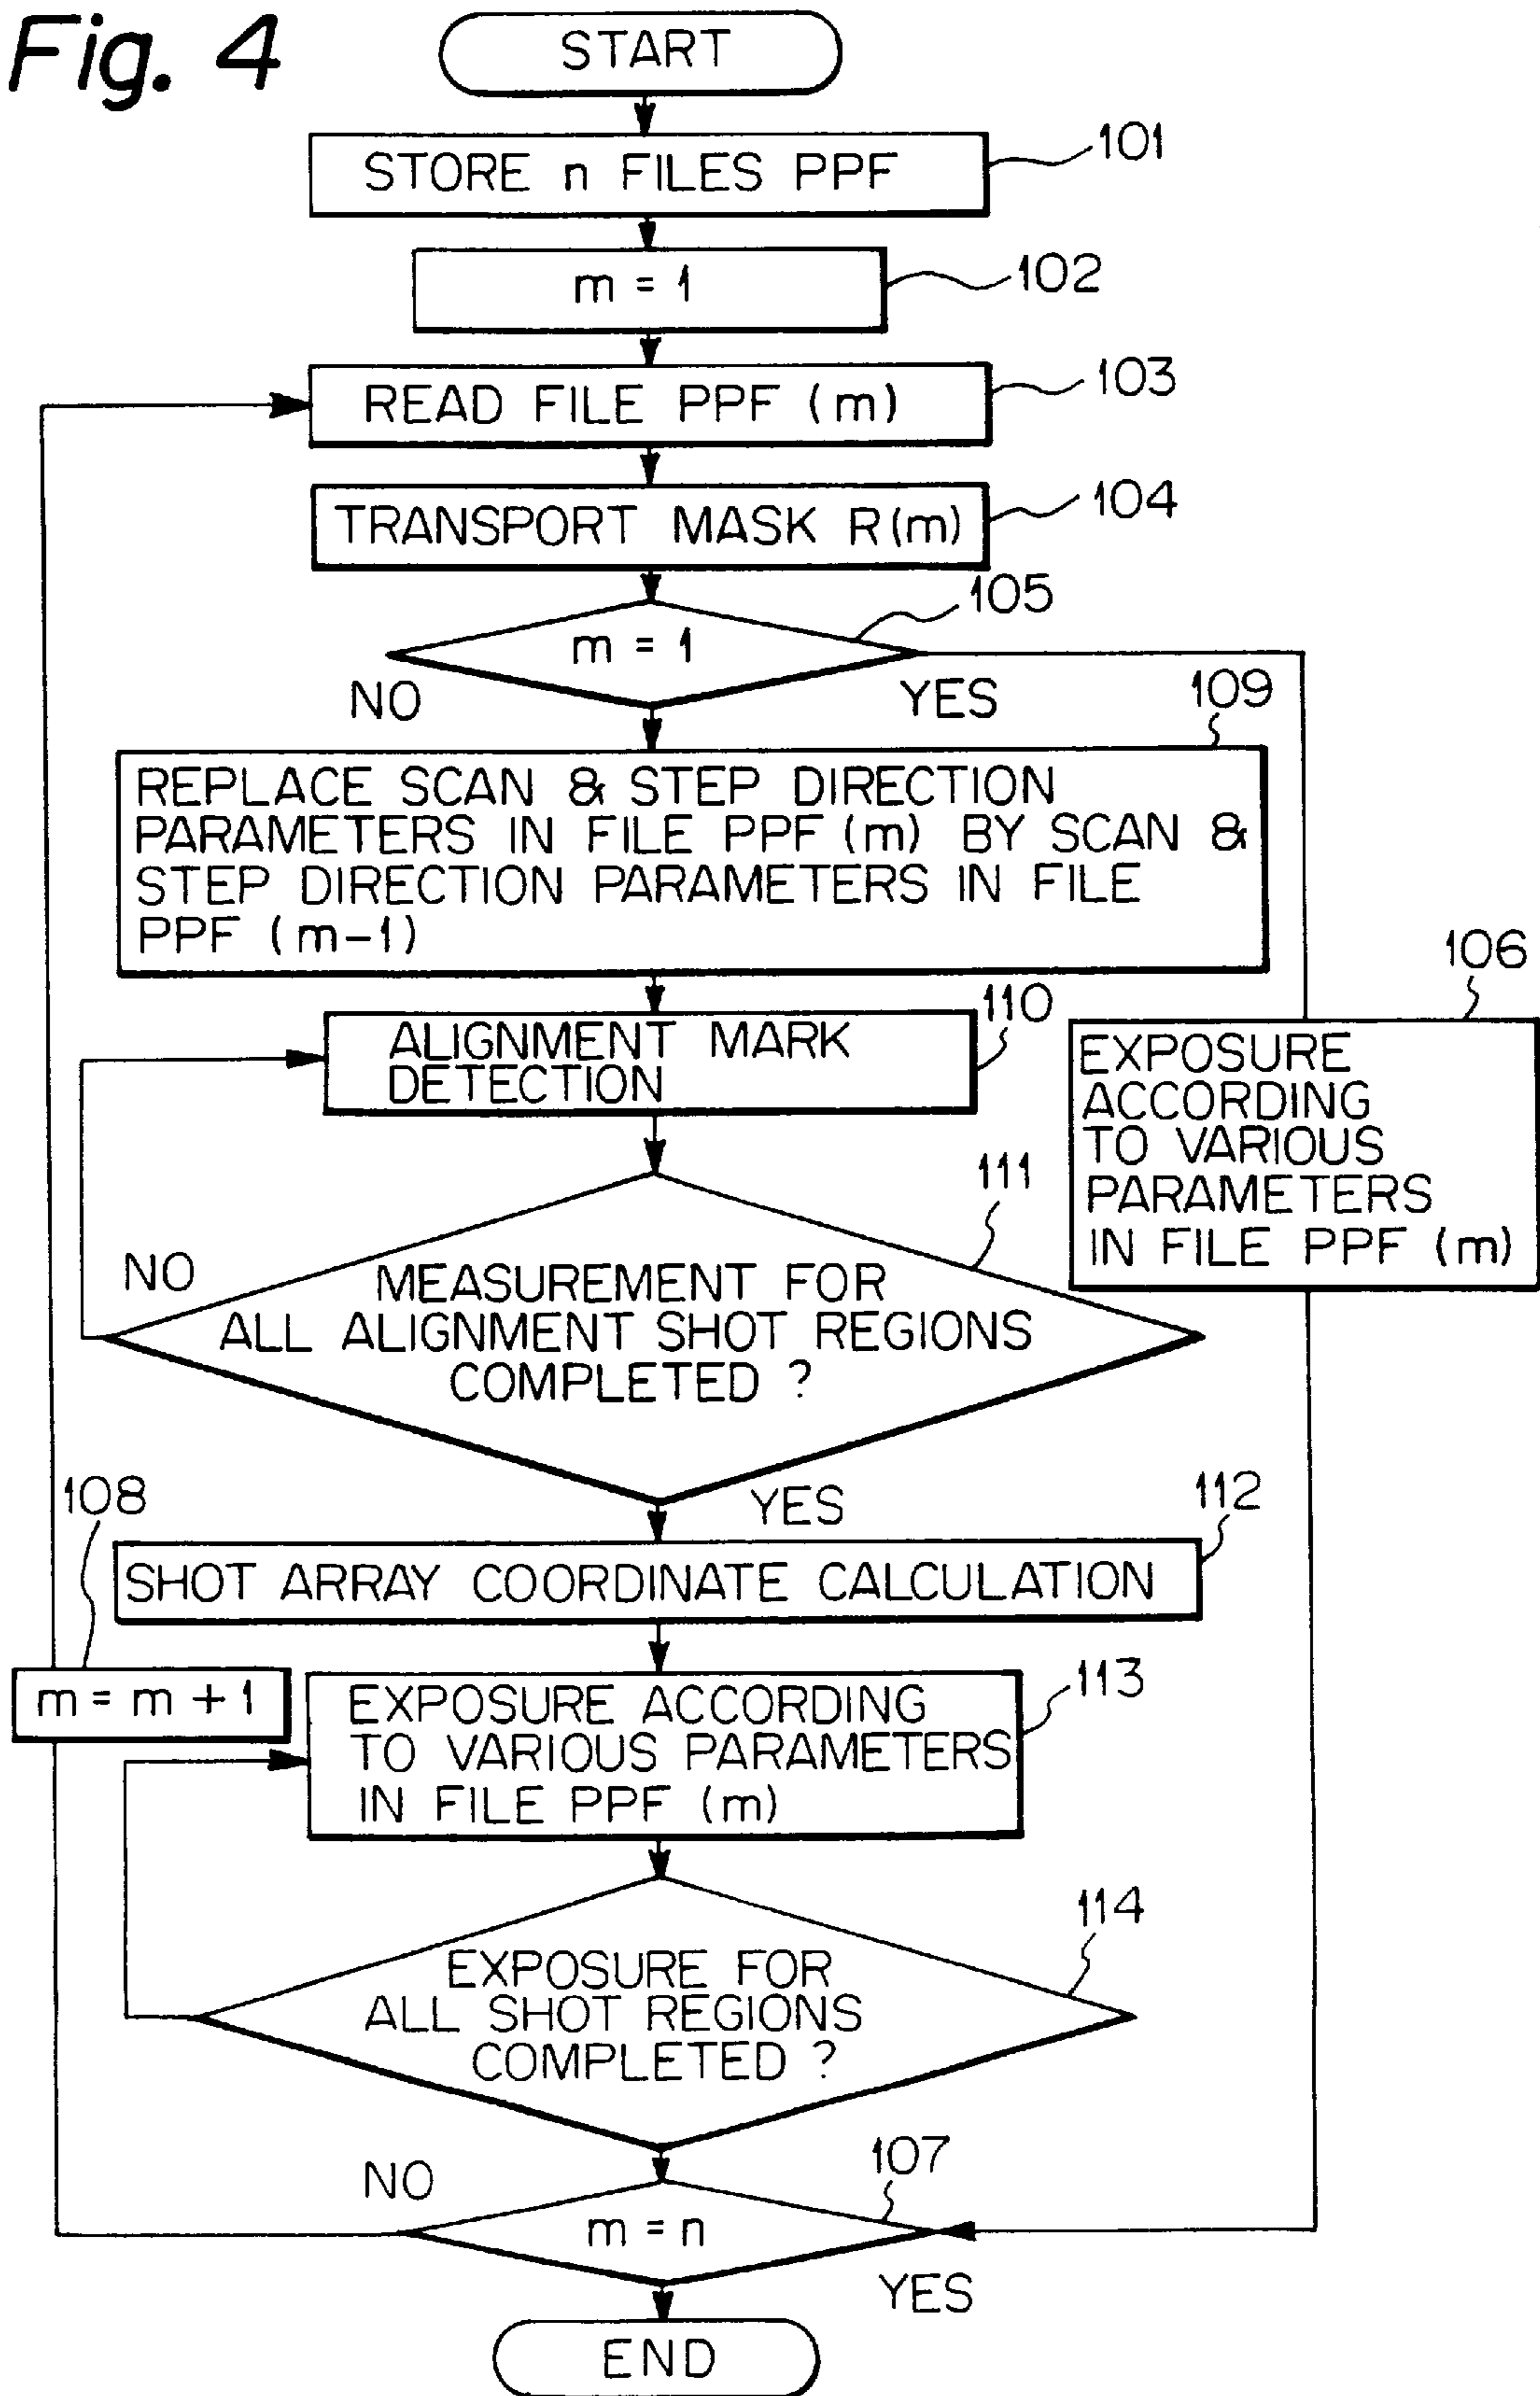 Fig. 4
START
STORE n FILES PPF
101
m = 1
102
READ FILE PPF (m)
103
TRANSPORT MASK R(m)
104
105
m = 1
NO
YES
109
REPLACE SCAN & STEP DIRECTION
PARAMETERS IN FILE PPF (m) BY SCAN &
STEP DIRECTION PARAMETERS IN FILE
PPF (m-1)
106
EXPOSURE
ACCORDING
TO VARIOUS
PARAMETERS
IN FILE PPF (m)
110
ALIGNMENT MARK
DETECTION
111
NO
MEASUREMENT FOR
ALL ALIGNMENT SHOT REGIONS
COMPLETED ?
YES
108
112
SHOT ARRAY COORDINATE CALCULATION
m = m + 1
113
EXPOSURE ACCORDING
TO VARIOUS PARAMETERS
IN FILE PPF (m)
114
EXPOSURE FOR
ALL SHOT REGIONS
COMPLETED ?
107
NO
m = n
YES
END